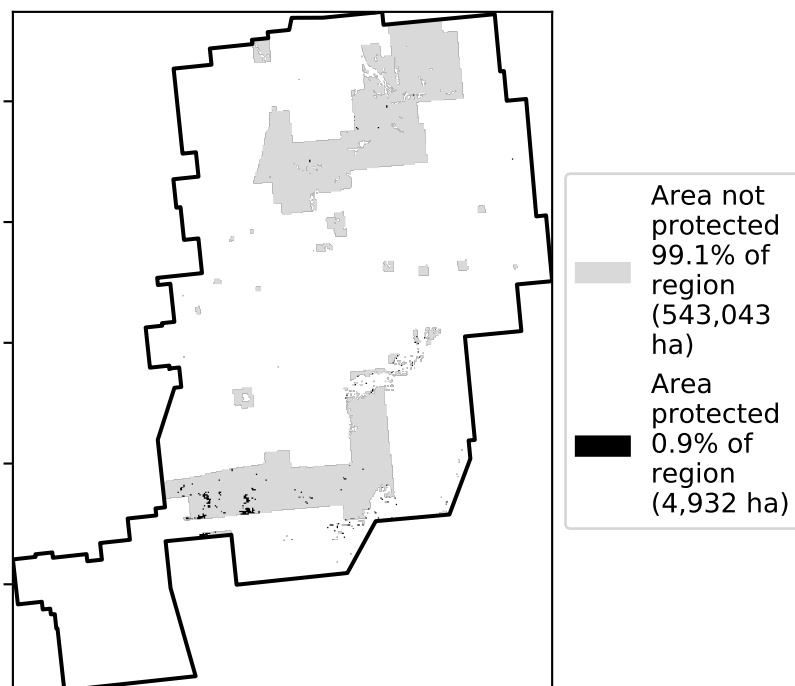 Area not
protected
99.1% of
region
(543,043
ha)
Area
protected
0.9% of
region
(4,932 ha)